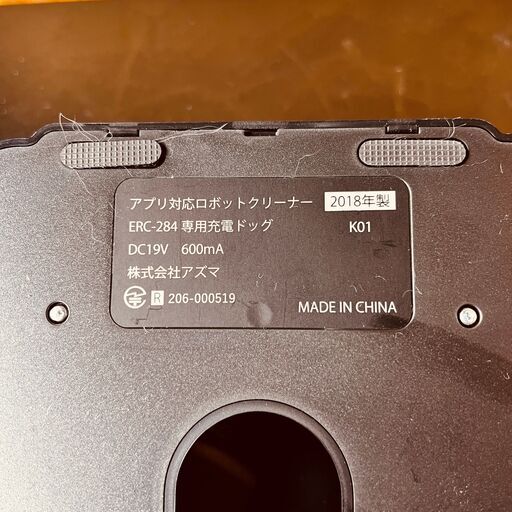 アプリ対応ロボットクリーナー 2018年製
ERC-284 専用充電ドッグ K01
DC19V 600mA
株式会社アズマ
R 206-000519
MADE IN CHINA